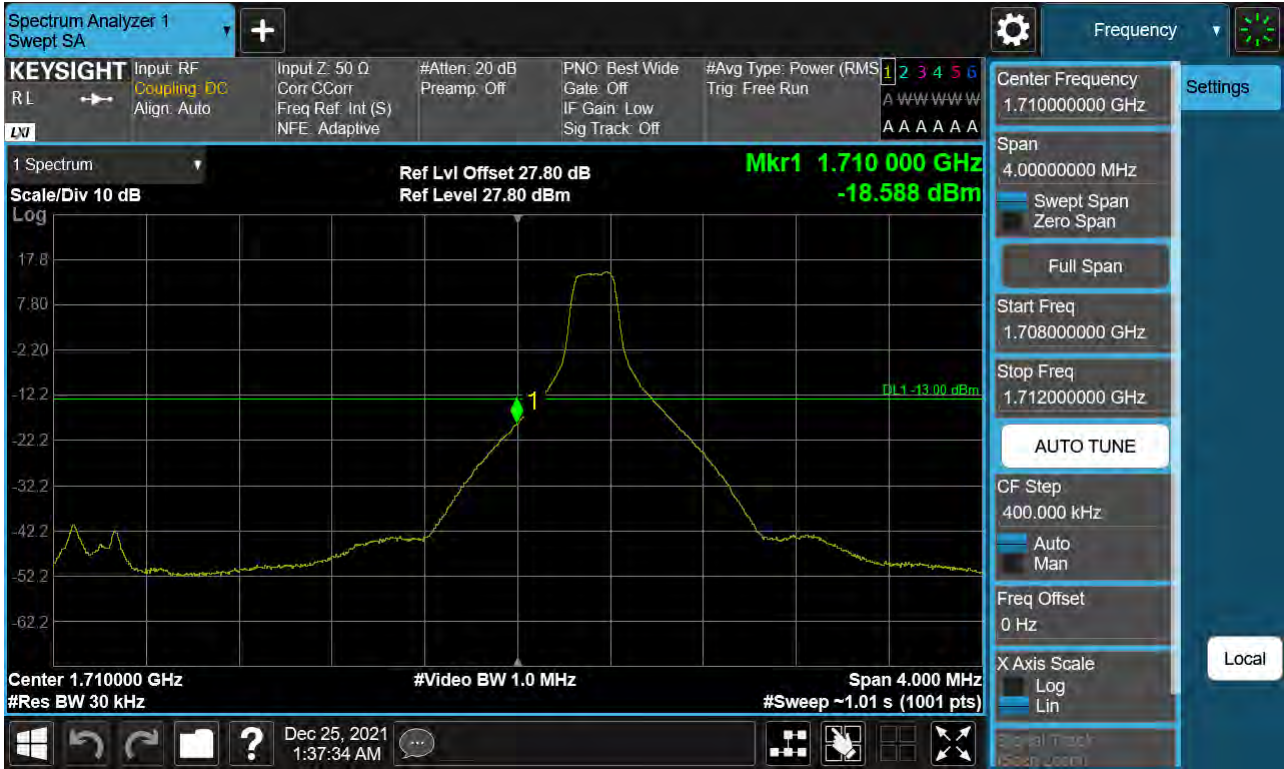 Spectrum Analyzer 1
Swept SA
Frequency
KEYSIGHT
R L
LXI
Input: RF
Coupling: DC
Align: Auto
Input Z: 50 Ω
Corr CCorr
Freq Ref: Int (S)
NFE: Adaptive
#Atten: 20 dB
Preamp: Off
PNO: Best Wide
Gate: Off
IF Gain: Low
Sig Track: Off
#Avg Type: Power (RMS
Trig: Free Run
1 2 3 4 5 6
A W W W W W
A A A A A A
1 Spectrum
Scale/Div 10 dB
Log
Ref Lvl Offset 27.80 dB
Ref Level 27.80 dBm
Mkr1 1.710 000 GHz
-18.588 dBm
17.8
7.80
-2.20
-12.2
-22.2
-32.2
-42.2
-52.2
-62.2
1
DL1 -13.00 dBm
Center 1.710000 GHz
#Res BW 30 kHz
#Video BW 1.0 MHz
Span 4.000 MHz
#Sweep ~1.01 s (1001 pts)
Center Frequency
1.710000000 GHz
Span
4.00000000 MHz
Swept Span
Zero Span
Full Span
Start Freq
1.708000000 GHz
Stop Freq
1.712000000 GHz
AUTO TUNE
CF Step
400.000 kHz
Auto
Man
Freq Offset
0 Hz
X Axis Scale
Log
Lin
Signal Track
(Span Zoom)
Settings
Local
?
Dec 25, 2021
1:37:34 AM